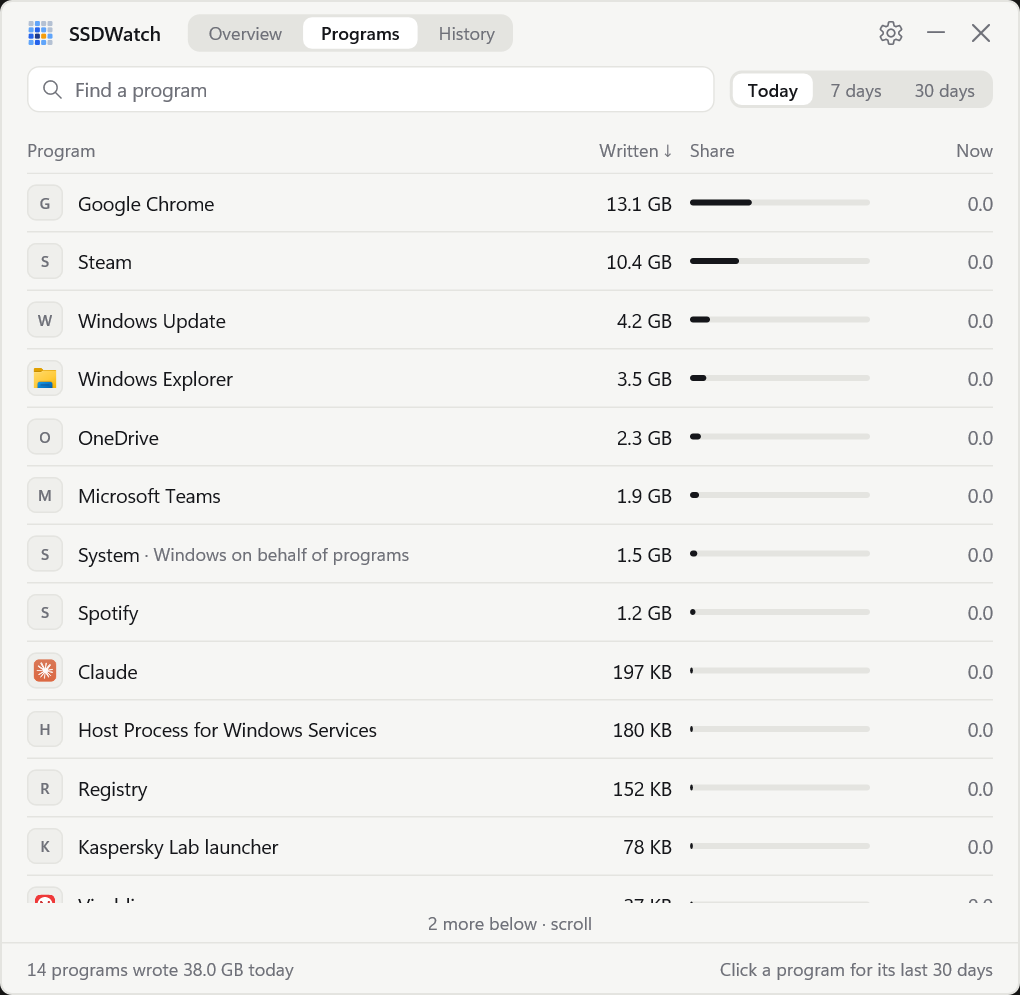 SSDWatch Overview Programs History
Find a program
Today 7 days 30 days
Program Written ↓ Share Now
G Google Chrome 13.1 GB 0.0
S Steam 10.4 GB 0.0
W Windows Update 4.2 GB 0.0
Windows Explorer 3.5 GB 0.0
O OneDrive 2.3 GB 0.0
M Microsoft Teams 1.9 GB 0.0
S System · Windows on behalf of programs 1.5 GB 0.0
S Spotify 1.2 GB 0.0
Claude 197 KB 0.0
H Host Process for Windows Services 180 KB 0.0
R Registry 152 KB 0.0
K Kaspersky Lab launcher 78 KB 0.0
2 more below · scroll
14 programs wrote 38.0 GB today
Click a program for its last 30 days